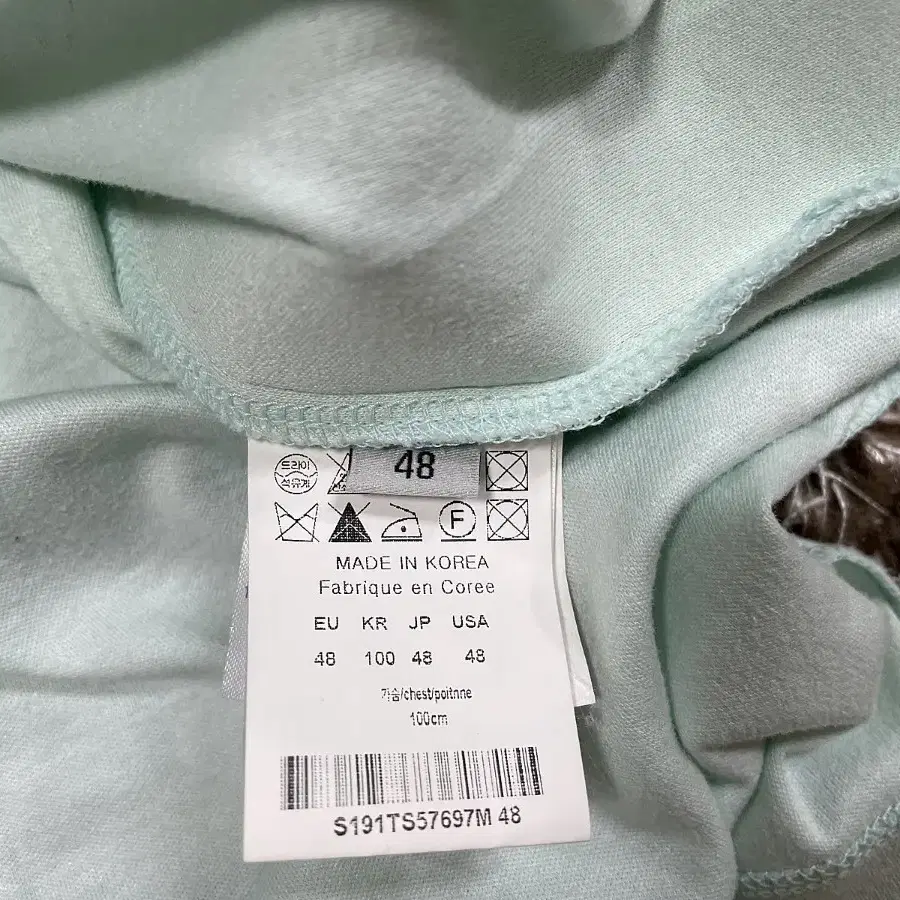 드라이
석유계
48
F
MADE IN KOREA
Fabrique en Coree
EU KR JP USA
48 100 48 48
가슴/chest/poitnne
100cm
S191TS57697M 48